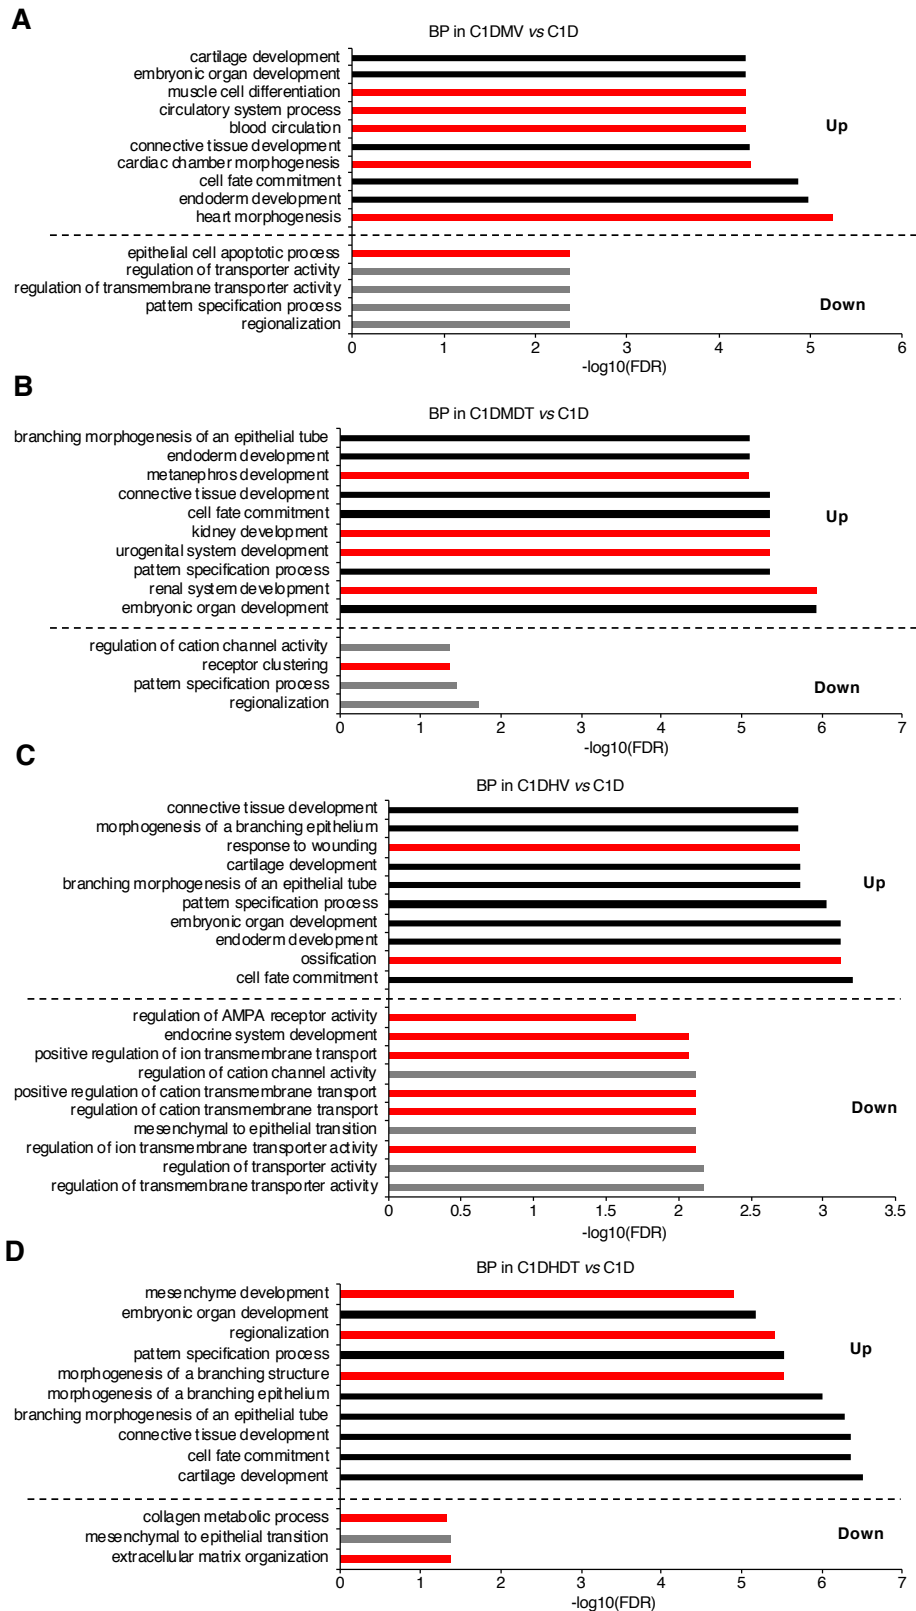 A
BP in C1DMV vs C1D
cartilage development
embryonic organ development
muscle cell differentiation
circulatory system process
blood circulation
connective tissue development
cardiac chamber morphogenesis
cell fate commitment
endoderm development
heart morphogenesis
Up
epithelial cell apoptotic process
regulation of transporter activity
regulation of transmembrane transporter activity
pattern specification process
regionalization
Down
0 1 2 3 4 5 6
-log10(FDR)
B
BP in C1DMDT vs C1D
branching morphogenesis of an epithelial tube
endoderm development
metanephros development
connective tissue development
cell fate commitment
kidney development
urogenital system development
pattern specification process
renal system development
embryonic organ development
Up
regulation of cation channel activity
receptor clustering
pattern specification process
regionalization
Down
0 1 2 3 4 5 6 7
-log10(FDR)
C
BP in C1DHV vs C1D
connective tissue development
morphogenesis of a branching epithelium
response to wounding
cartilage development
branching morphogenesis of an epithelial tube
pattern specification process
embryonic organ development
endoderm development
ossification
cell fate commitment
Up
regulation of AMPA receptor activity
endocrine system development
positive regulation of ion transmembrane transport
regulation of cation channel activity
positive regulation of cation transmembrane transport
regulation of cation transmembrane transport
mesenchymal to epithelial transition
regulation of ion transmembrane transporter activity
regulation of transporter activity
regulation of transmembrane transporter activity
Down
0 0.5 1 1.5 2 2.5 3 3.5
-log10(FDR)
D
BP in C1DHDT vs C1D
mesenchyme development
embryonic organ development
regionalization
pattern specification process
morphogenesis of a branching structure
morphogenesis of a branching epithelium
branching morphogenesis of an epithelial tube
connective tissue development
cell fate commitment
cartilage development
Up
collagen metabolic process
mesenchymal to epithelial transition
extracellular matrix organization
Down
0 1 2 3 4 5 6 7
-log10(FDR)